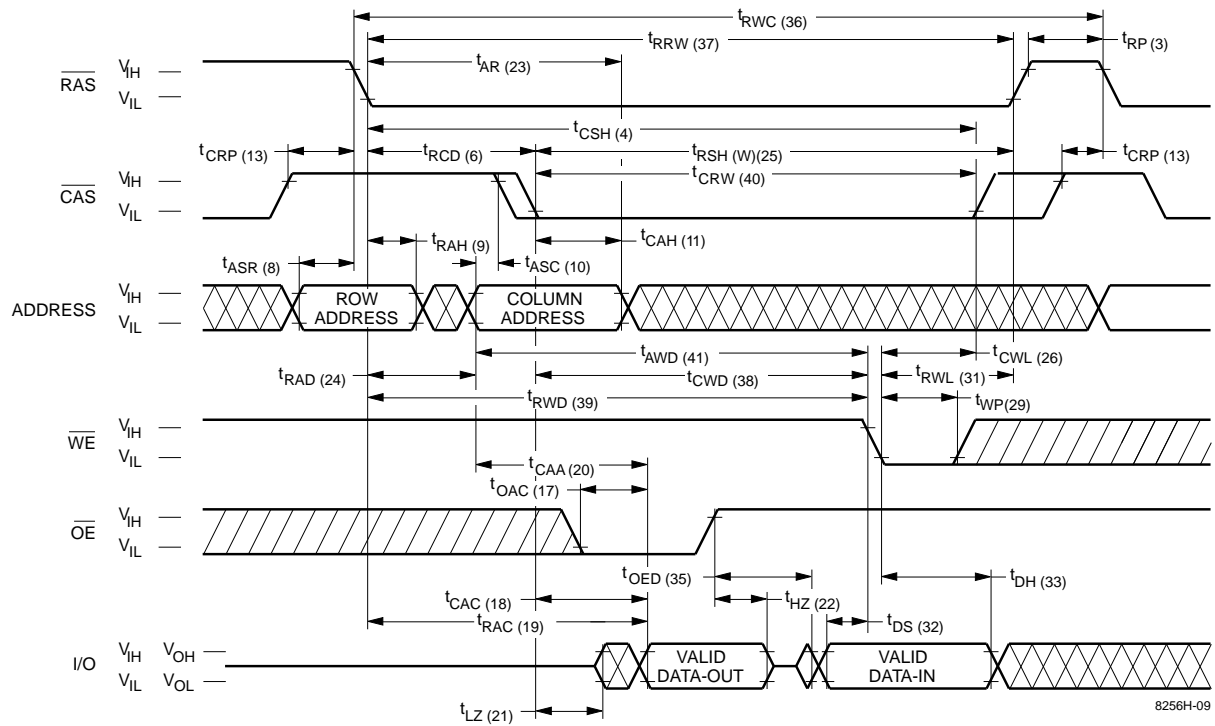 tRWC (36)
tRRW (37)
tRP (3)
tAR (23)
RAS VIH
VIL
tCSH (4)
tCRP (13) tRCD (6) tRSH (W)(25) tCRP (13)
tCRW (40)
CAS VIH
VIL
tRAH (9) tCAH (11)
tASR (8) tASC (10)
ADDRESS VIH
VIL
ROW
ADDRESS
COLUMN
ADDRESS
tAWD (41) tCWL (26)
tRAD (24) tCWD (38) tRWL (31)
tRWD (39) tWP(29)
WE VIH
VIL
tCAA (20)
tOAC (17)
OE VIH
VIL
tOED (35) tDH (33)
tCAC (18) tHZ (22)
tRAC (19) tDS (32)
I/O VIH VOH
VIL VOL
VALID
DATA-OUT
VALID
DATA-IN
tLZ (21)
8256H-09